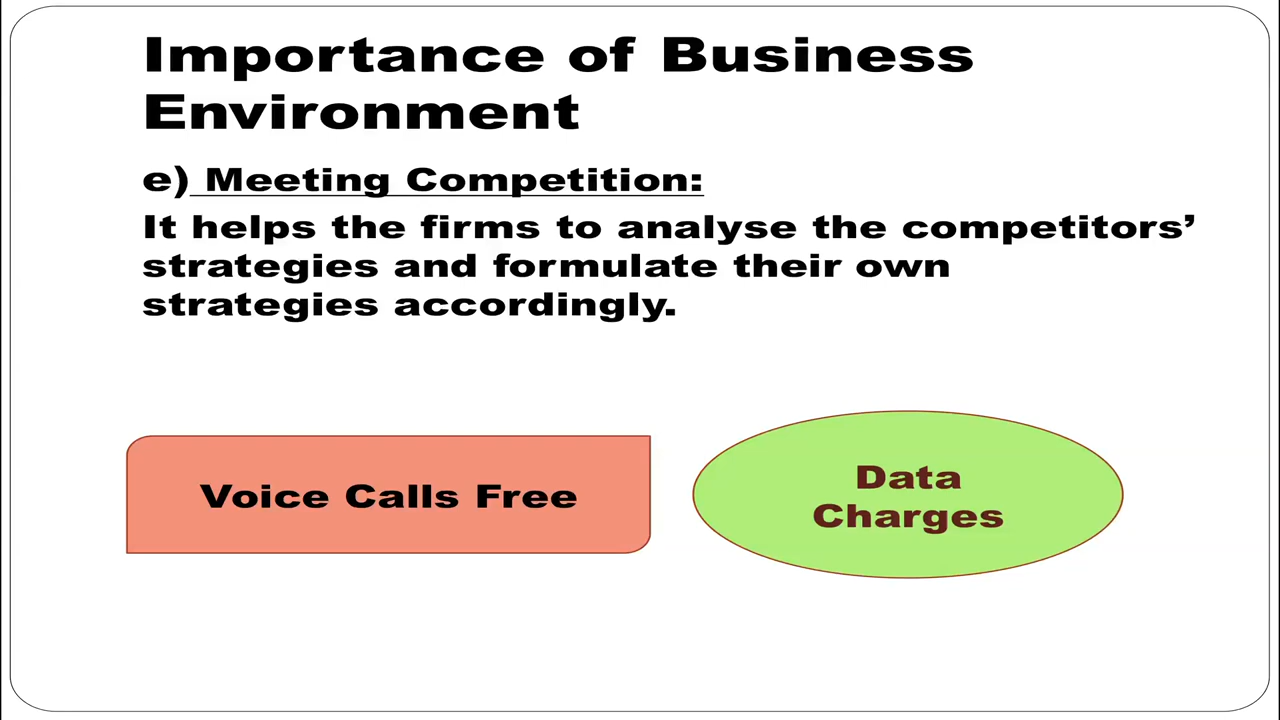 Importance of Business
Environment
e) Meeting Competition:
It helps the firms to analyse the competitors’
strategies and formulate their own
strategies accordingly.
Voice Calls Free
Data
Charges